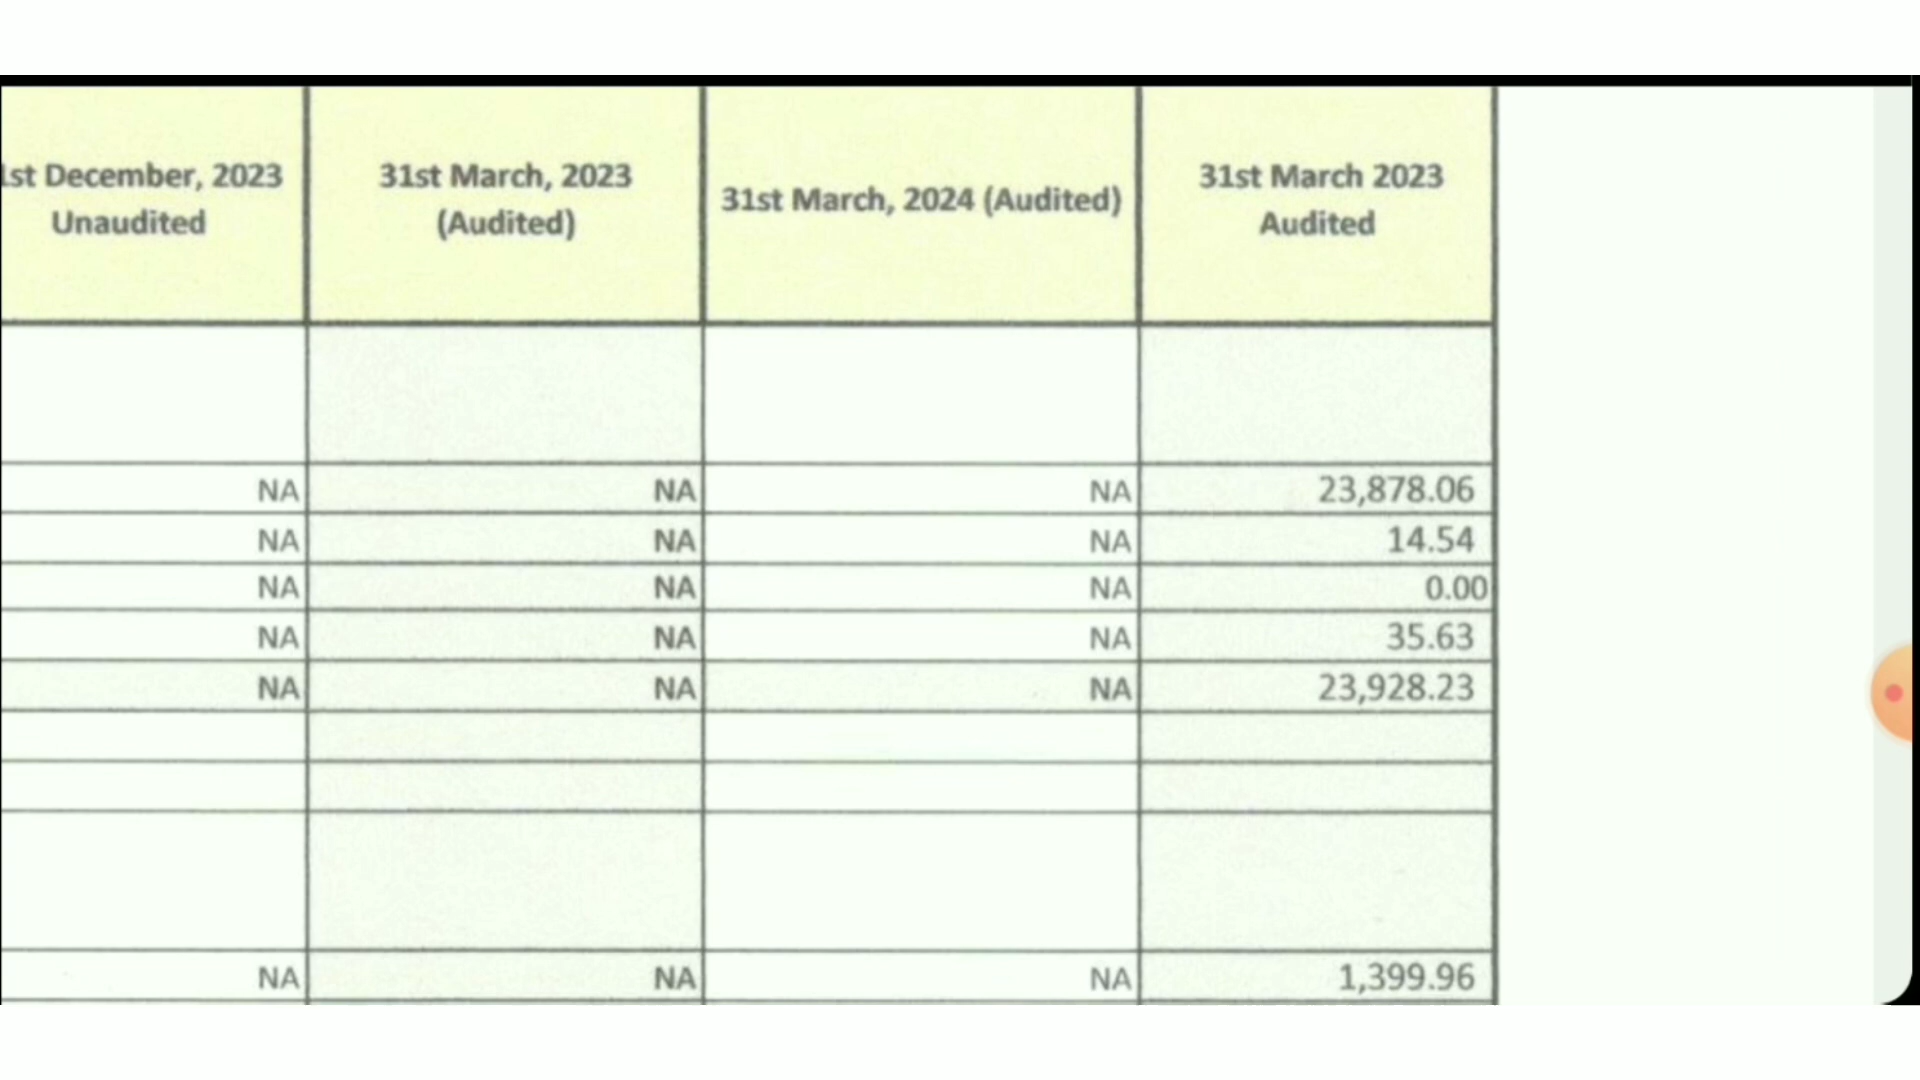 1st December, 2023
Unaudited
31st March, 2023
(Audited)
31st March, 2024 (Audited)
31st March 2023
Audited
NA NA NA 23,878.06
NA NA NA 14.54
NA NA NA 0.00
NA NA NA 35.63
NA NA NA 23,928.23
NA NA NA 1,399.96